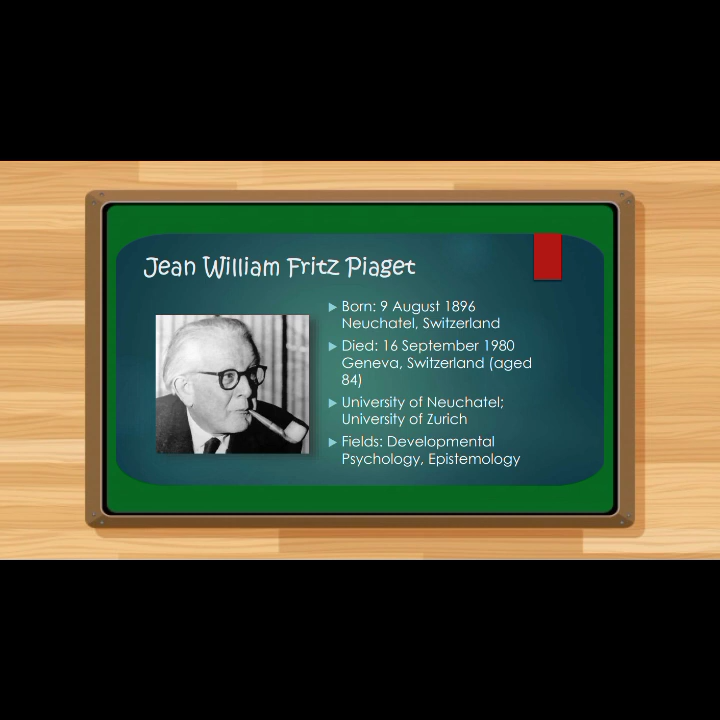 Jean William Fritz Piaget
Born: 9 August 1896
Neuchatel, Switzerland
Died: 16 September 1980
Geneva, Switzerland (aged
84)
University of Neuchatel;
University of Zurich
Fields: Developmental
Psychology, Epistemology